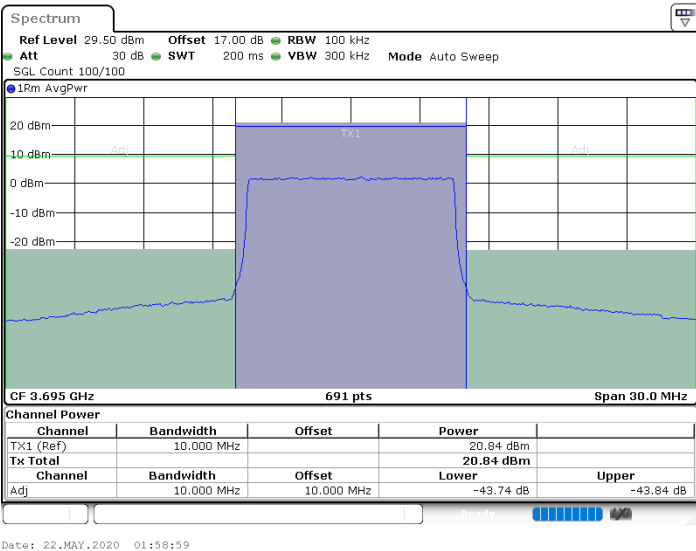 Spectrum
Ref Level 29.50 dBm Offset 17.00 dB RBW 100 kHz
Att 30 dB SWT 200 ms VBW 300 kHz Mode Auto Sweep
SGL Count 100/100
1Rm AvgPwr
20 dBm
TX1
10 dBm Adj Adj
0 dBm
-10 dBm
-20 dBm
CF 3.695 GHz 691 pts Span 30.0 MHz
Channel Power
Channel Bandwidth Offset Power
TX1 (Ref) 10.000 MHz 20.84 dBm
Tx Total 20.84 dBm
Channel Bandwidth Offset Lower Upper
Adj 10.000 MHz 10.000 MHz -43.74 dB -43.84 dB
Ready
Date: 22.MAY.2020 01:58:59